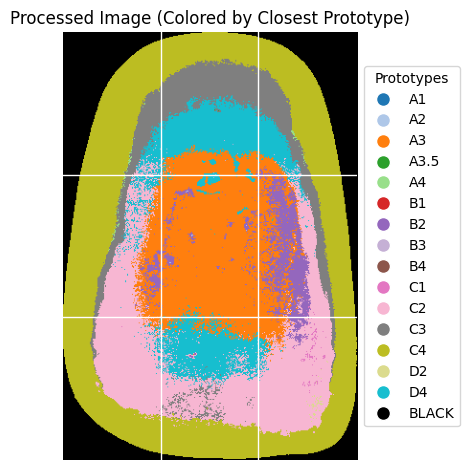 Processed Image (Colored by Closest Prototype)
Prototypes
A1
A2
A3
A3.5
A4
B1
B2
B3
B4
C1
C2
C3
C4
D2
D4
BLACK